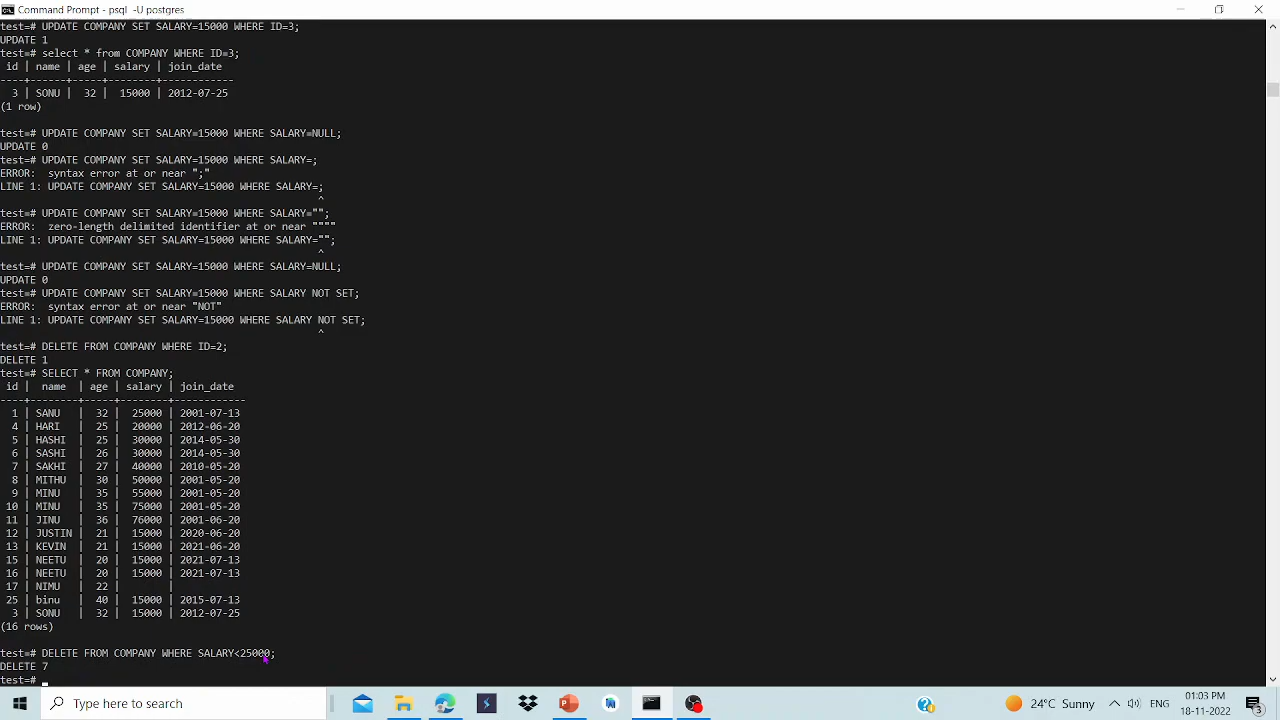 Command Prompt - psql -U postgres
test=# UPDATE COMPANY SET SALARY=15000 WHERE ID=3;
UPDATE 1
test=# select * from COMPANY WHERE ID=3;
 id | name | age | salary | join_date
----+------+-----+--------+------------
  3 | SONU |  32 |  15000 | 2012-07-25
(1 row)
test=# UPDATE COMPANY SET SALARY=15000 WHERE SALARY=NULL;
UPDATE 0
test=# UPDATE COMPANY SET SALARY=15000 WHERE SALARY=;
ERROR:  syntax error at or near ";"
LINE 1: UPDATE COMPANY SET SALARY=15000 WHERE SALARY=;
^
test=# UPDATE COMPANY SET SALARY=15000 WHERE SALARY="";
ERROR:  zero-length delimited identifier at or near """"
LINE 1: UPDATE COMPANY SET SALARY=15000 WHERE SALARY="";
^
test=# UPDATE COMPANY SET SALARY=15000 WHERE SALARY=NULL;
UPDATE 0
test=# UPDATE COMPANY SET SALARY=15000 WHERE SALARY NOT SET;
ERROR:  syntax error at or near "NOT"
LINE 1: UPDATE COMPANY SET SALARY=15000 WHERE SALARY NOT SET;
^
test=# DELETE FROM COMPANY WHERE ID=2;
DELETE 1
test=# SELECT * FROM COMPANY;
 id |  name  | age | salary | join_date
----+--------+-----+--------+------------
  1 | SANU   |  32 |  25000 | 2001-07-13
  4 | HARI   |  25 |  20000 | 2012-06-20
  5 | HASHI  |  25 |  30000 | 2014-05-30
  6 | SASHI  |  26 |  30000 | 2014-05-30
  7 | SAKHI  |  27 |  40000 | 2010-05-20
  8 | MITHU  |  30 |  50000 | 2001-05-20
  9 | MINU   |  35 |  55000 | 2001-05-20
 10 | MINU   |  35 |  75000 | 2001-05-20
 11 | JINU   |  36 |  76000 | 2001-06-20
 12 | JUSTIN |  21 |  15000 | 2020-06-20
 13 | KEVIN  |  21 |  15000 | 2021-06-20
 15 | NEETU  |  20 |  15000 | 2021-07-13
 16 | NEETU  |  20 |  15000 | 2021-07-13
 17 | NIMU   |  22 |        |
 25 | binu   |  40 |  15000 | 2015-07-13
  3 | SONU   |  32 |  15000 | 2012-07-25
(16 rows)
test=# DELETE FROM COMPANY WHERE SALARY<25000;
DELETE 7
test=#
Type here to search
24°C Sunny
ENG
01:03 PM
18-11-2022
3